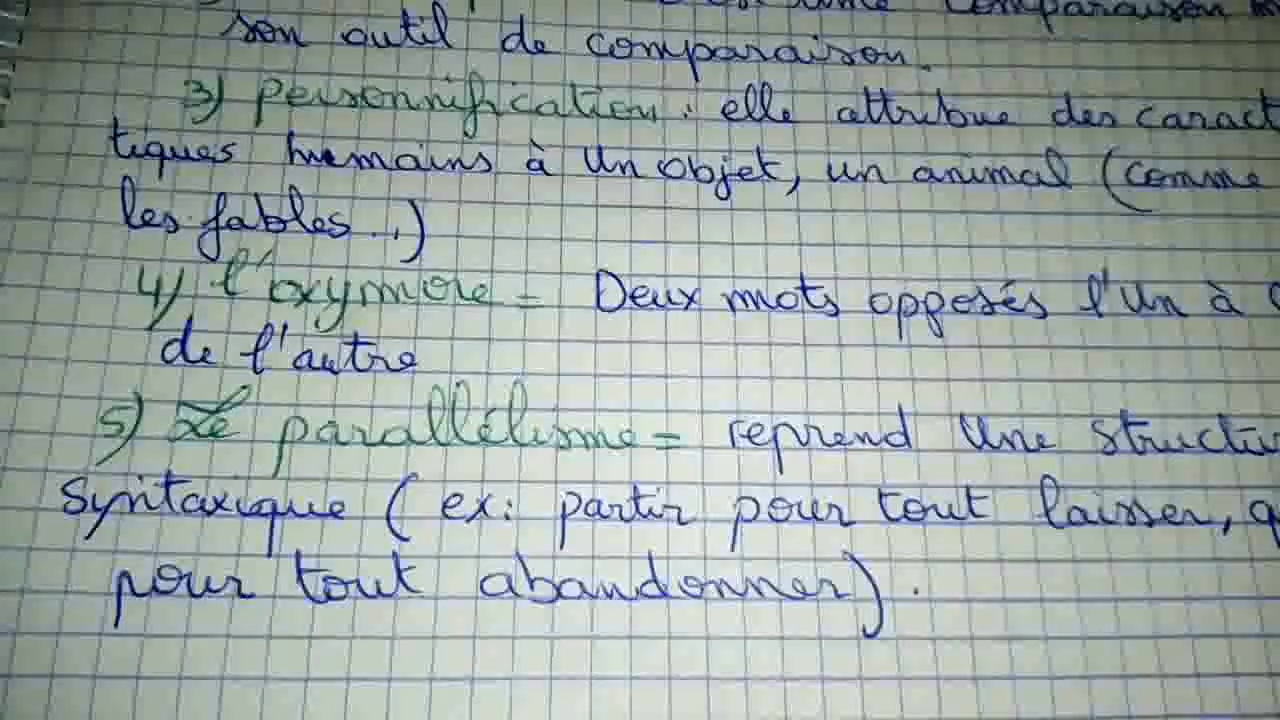 comparaison
son outil de comparaison.
3) Personnification : elle attribue des caract
tiques humains à un objet, un animal (comme
les fables...)
4) l'oxymore = Deux mots opposés l'un à
de l'autre
5) Le parallélisme = reprend une structu
syntaxique (ex: partir pour tout laisser, q
pour tout abandonner).